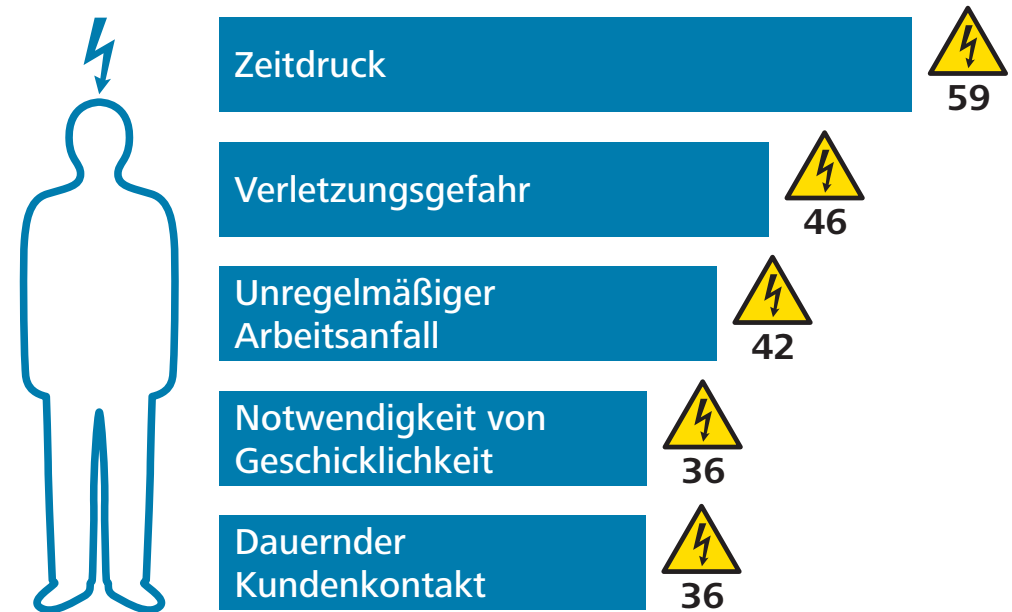 Zeitdruck
59
Verletzungsgefahr
46
Unregelmäßiger
Arbeitsanfall
42
Notwendigkeit von
Geschicklichkeit
36
Dauernder
Kundenkontakt
36